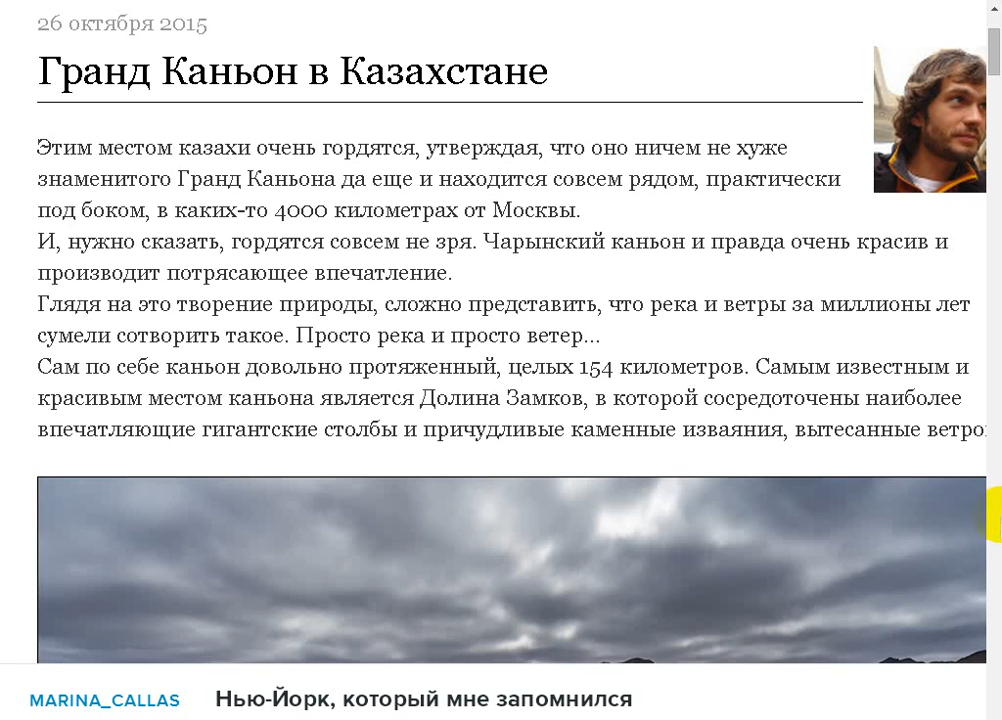 26 октября 2015
Гранд Каньон в Казахстане
Этим местом казахи очень гордятся, утверждая, что оно ничем не хуже
знаменитого Гранд Каньона да еще и находится совсем рядом, практически
под боком, в каких-то 4000 километрах от Москвы.
И, нужно сказать, гордятся совсем не зря. Чарынский каньон и правда очень красив и
производит потрясающее впечатление.
Глядя на это творение природы, сложно представить, что река и ветры за миллионы лет
сумели сотворить такое. Просто река и просто ветер...
Сам по себе каньон довольно протяженный, целых 154 километров. Самым известным и
красивым местом каньона является Долина Замков, в которой сосредоточены наиболее
впечатляющие гигантские столбы и причудливые каменные изваяния, вытесанные ветро
MARINA_CALLAS Нью-Йорк, который мне запомнился